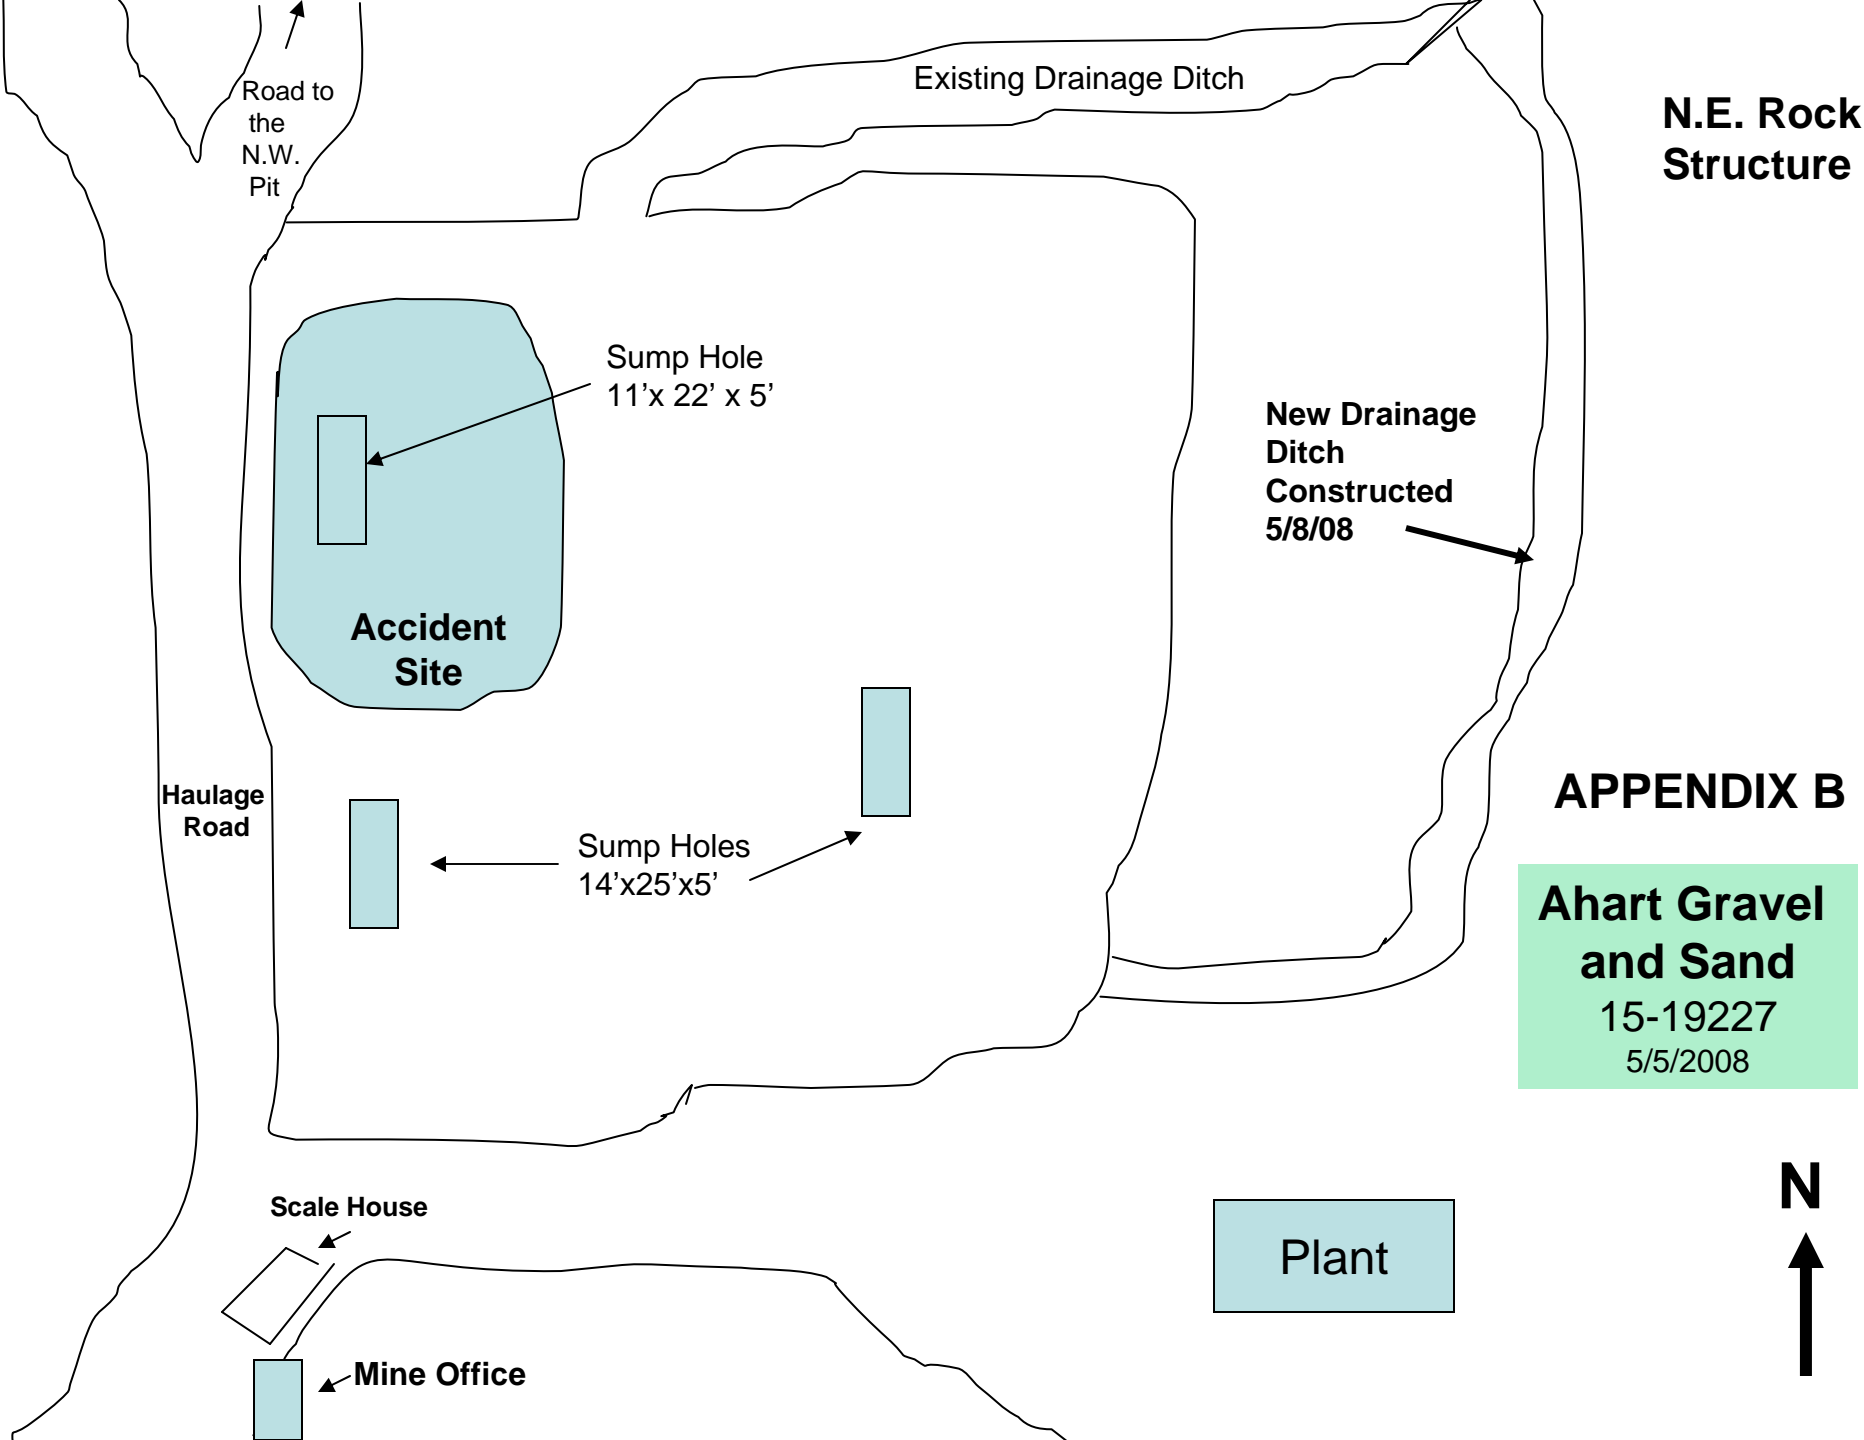 Existing Drainage Ditch
Road to
the
N.W.
Pit
N.E. Rock
Structure
Sump Hole
11’x 22’ x 5’
New Drainage
Ditch
Constructed
5/8/08
Accident
Site
Haulage
Road
Sump Holes
14’x25’x5’
APPENDIX B
Ahart Gravel
and Sand
15-19227
5/5/2008
N
Scale House
Plant
Mine Office